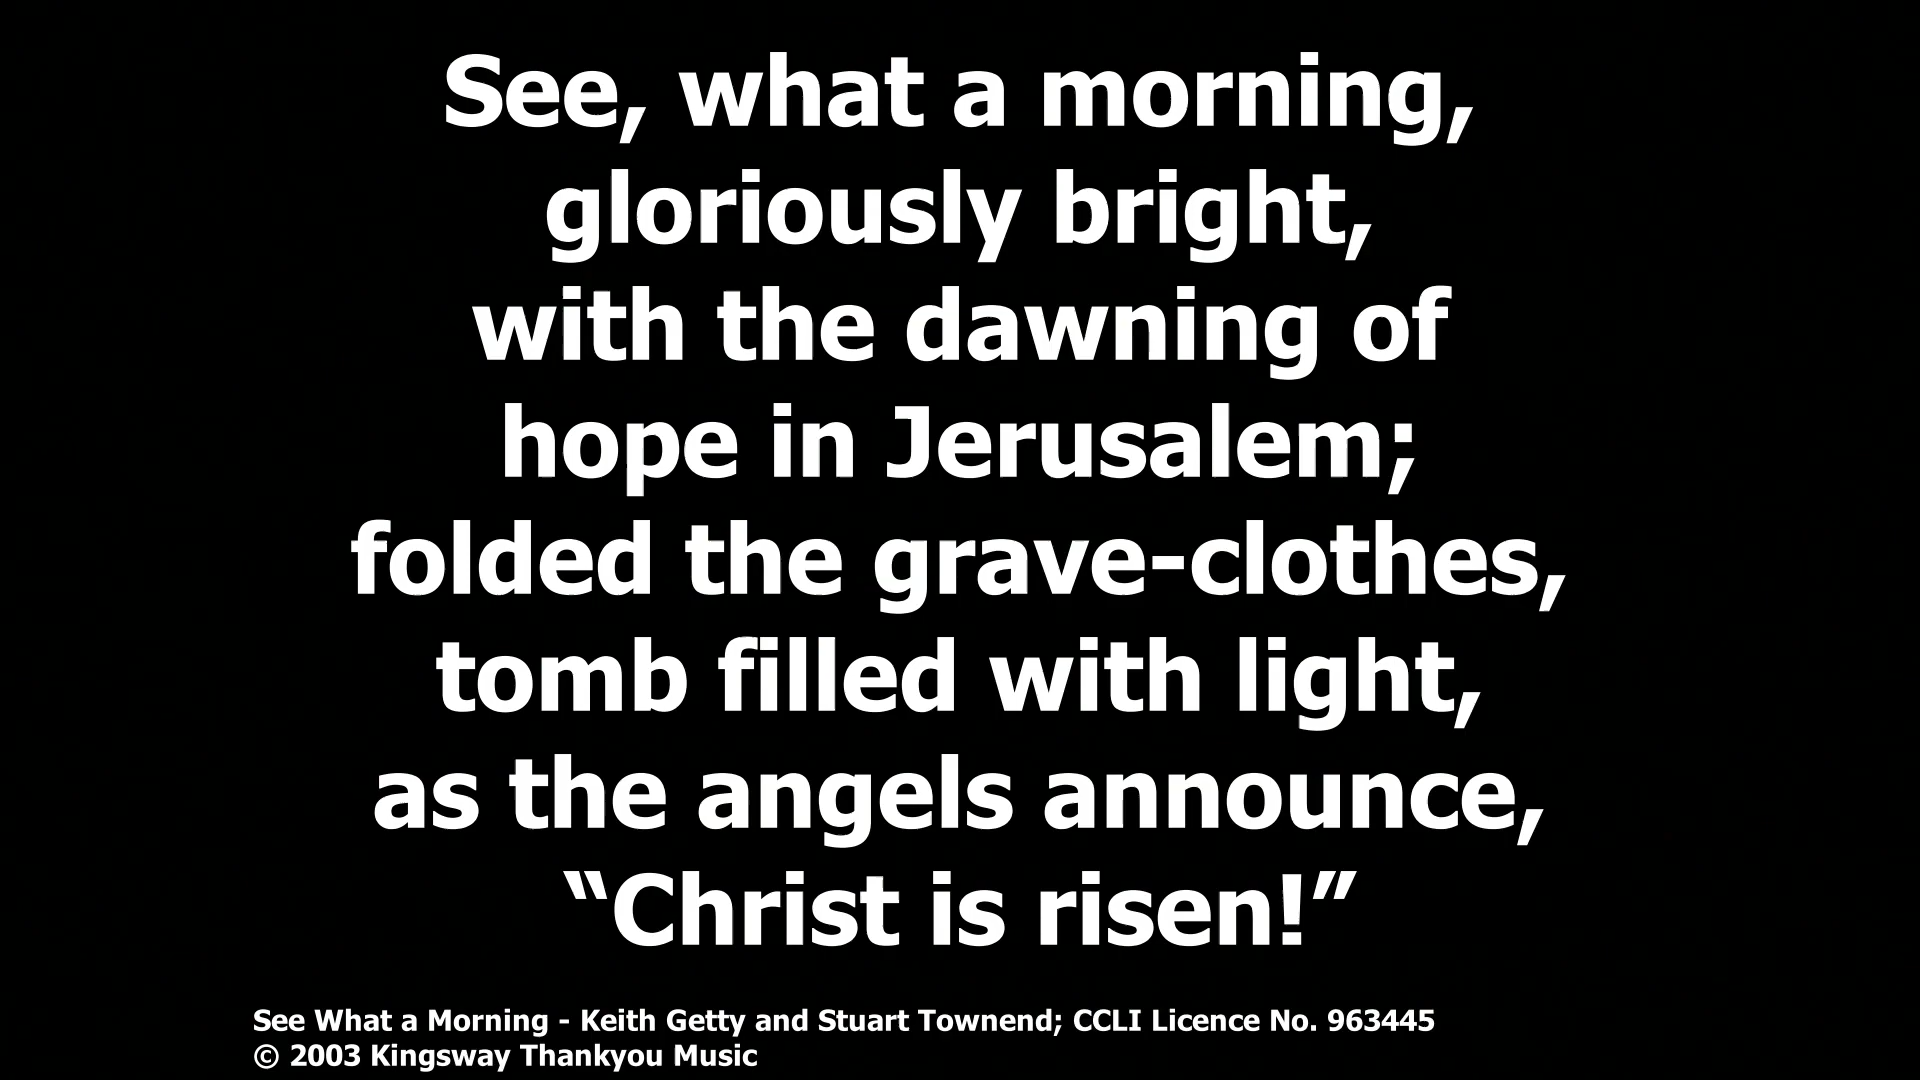 See, what a morning,
gloriously bright,
with the dawning of
hope in Jerusalem;
folded the grave-clothes,
tomb filled with light,
as the angels announce,
“Christ is risen!”
See What a Morning - Keith Getty and Stuart Townend; CCLI Licence No. 963445
© 2003 Kingsway Thankyou Music